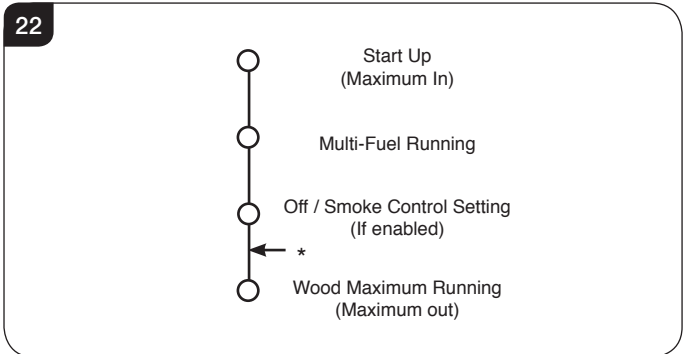 22
Start Up
(Maximum In)
Multi-Fuel Running
Off / Smoke Control Setting
(If enabled)
*
Wood Maximum Running
(Maximum out)